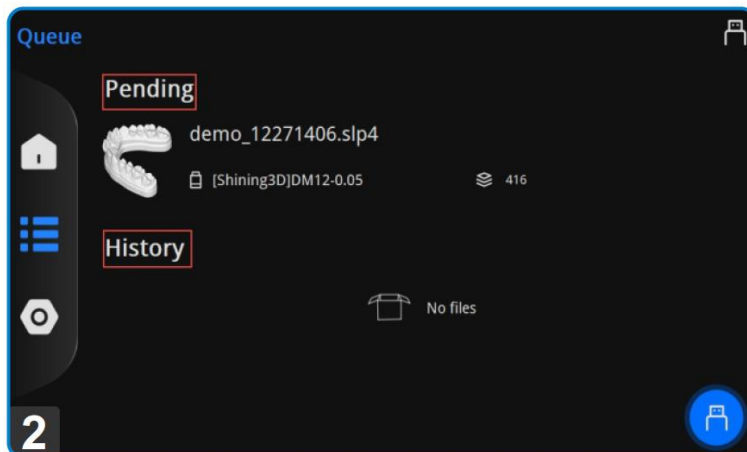 Queue
Pending
demo_12271406.slp4
[Shining3D]DM12-0.05 416
History
No files
2